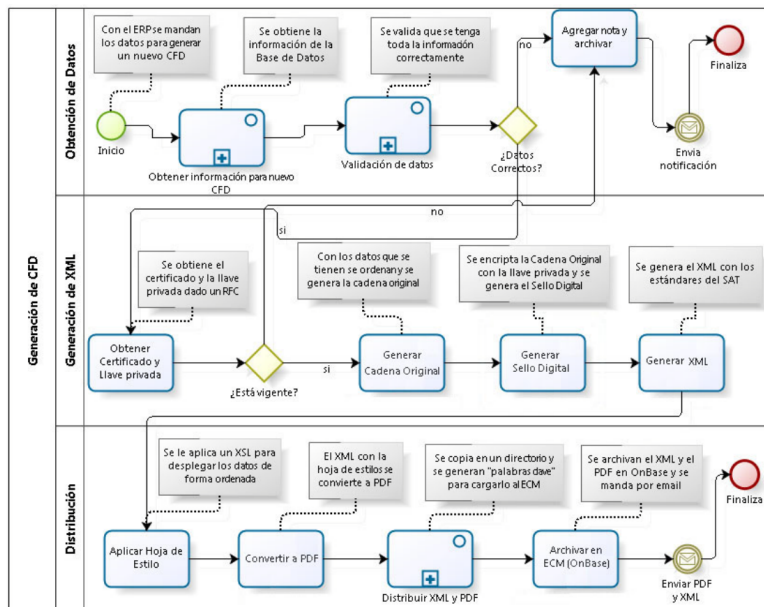 Generación de CFD
Obtención de Datos
Con el ERP se mandan
los datos para generar
un nuevo CFD
Se obtiene la
información de la
Base de Datos
Se valida que se tenga
toda la información
correctamente
no
Agregar nota y
archivar
Finaliza
Inicio
Obtener información para nuevo
CFD
Validación de datos
¿Datos
Correctos?
Envia
notificación
Generación de XML
si
no
Se obtiene el
certificado y la llave
privada dado un RFC
Con los datos que se
tienen se ordenan y se
genera la cadena original
Se encripta la Cadena Original
con la llave privada y se
genera el Sello Digital
Se genera el XML con los
estándares del SAT
Obtener
Certificado y
Llave privada
¿Está vigente?
si
Generar
Cadena Original
Generar
Sello Digital
Generar XML
Distribución
Se le aplica un XSL para
desplegar los datos de
forma ordenada
El XML con la
hoja de estilos se
convierte a PDF
Se copia en un directorio y
se generan "palabras clave"
para cargarlo al ECM
Se archivan el XML y el
PDF en OnBase y se
manda por email
Finaliza
Aplicar Hoja de
Estilo
Convertir a PDF
Distribuir XML y PDF
Archivar en
ECM (OnBase)
Enviar PDF
y XML